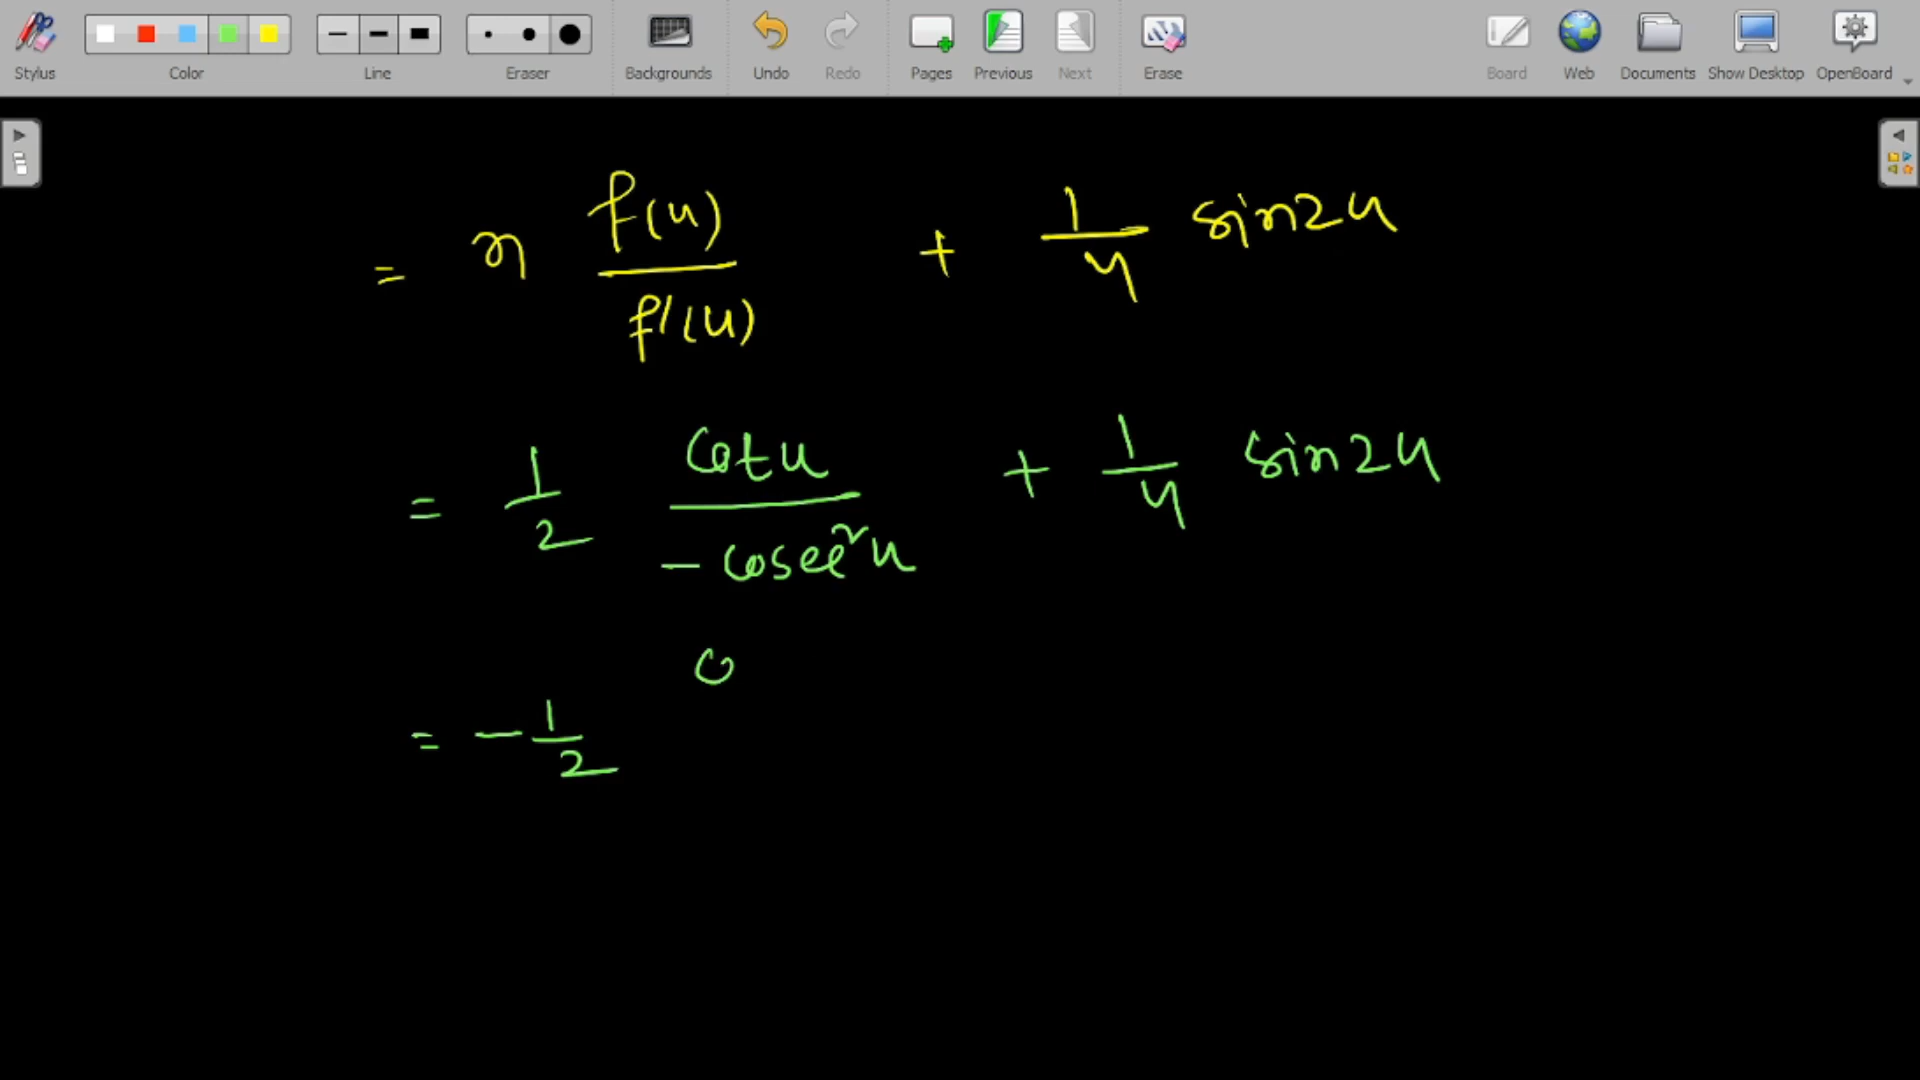 Stylus Color Line Eraser Backgrounds Undo Redo Pages Previous Next Erase Board Web Documents Show Desktop OpenBoard
= n f(u)/f'(u) + 1/4 sin2u
= 1/2 cotu/-cosec²u + 1/4 sin2u
= -1/2 c